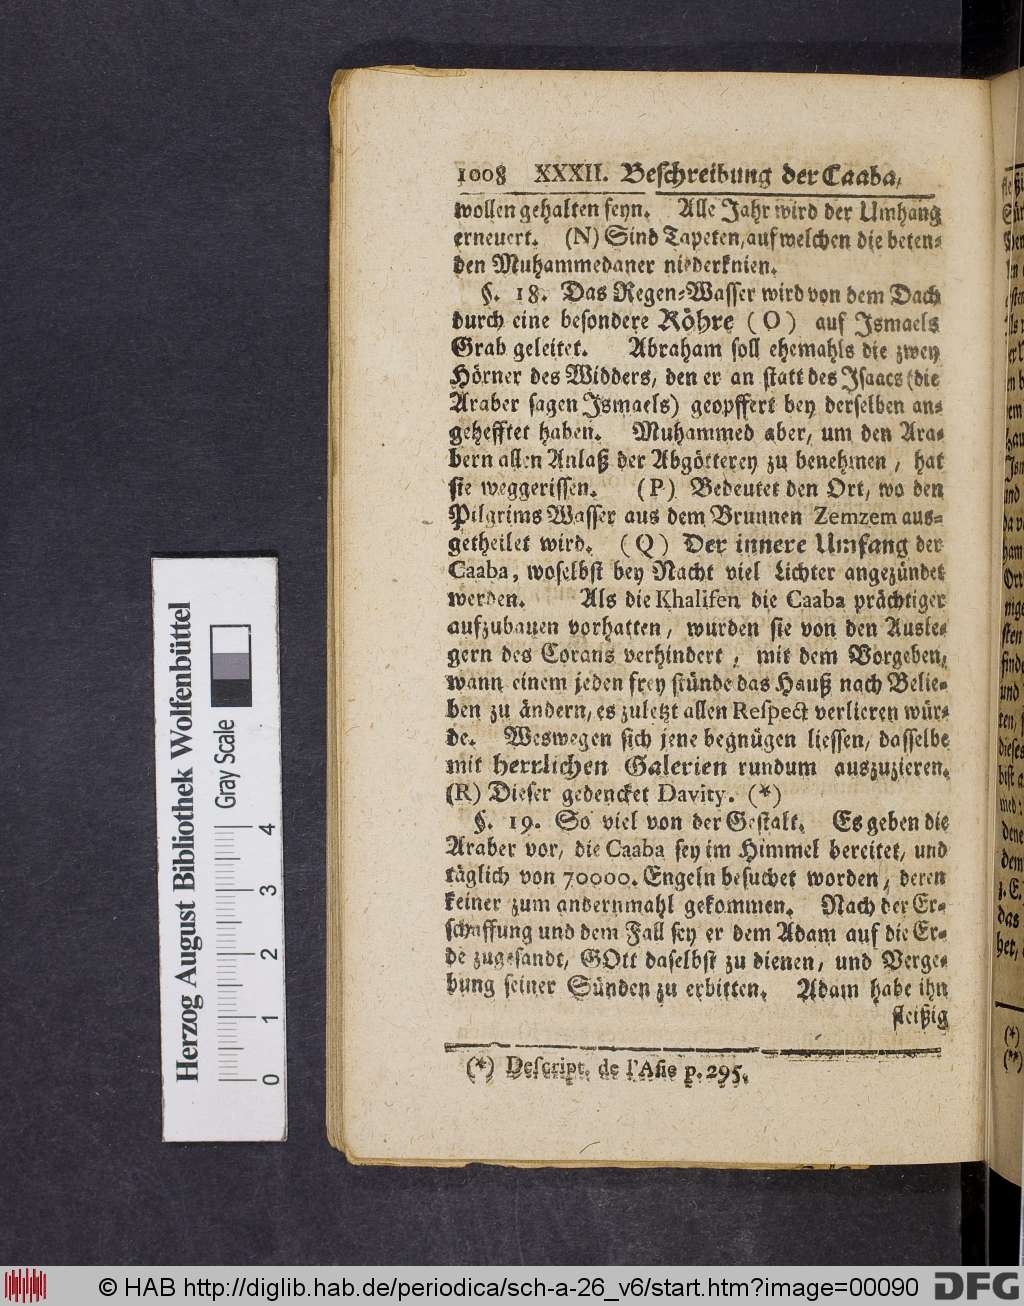 1008 XXXII. Beschreibung der Caaba,
wollen gehalten seyn. Alle Jahr wird der Umhang
erneuert. (N) Sind Tapeten, auf welchen die beten-
den Muhammedaner niederknien.
§. 18. Das Regen-Wasser wird von dem Dach
durch eine besondere Röhre (O) auf Ismaels
Grab geleitet. Abraham soll ehemahls die zwey
Hörner des Widders, den er an statt des Isaacs (die
Araber sagen Ismaels) geopffert bey derselben an-
gehefftet haben. Muhammed aber, um den Ara-
bern allen Anlaß der Abgötterey zu benehmen, hat
sie weggerissen. (P) Bedeutet den Ort, wo den
Pilgrims Wasser aus dem Brunnen Zemzem aus-
getheilet wird. (Q) Der innere Umfang der
Caaba, woselbst bey Nacht viel Lichter angezündet
werden. Als die Khalifen die Caaba prächtiger
aufzubauen vorhatten, wurden sie von den Ausle-
gern des Corans verhindert, mit dem Vorgeben,
wann einem jeden frey stünde das Hauß nach Belie-
ben zu ändern, es zuletzt allen Respect verlieren wür-
de. Weswegen sich jene begnügen liessen, dasselbe
mit herrlichen Galerien rundum auszuzieren.
(R) Dieser gedencket Davity. (*)
§. 19. So viel von der Gestalt. Es geben die
Araber vor, die Caaba sey im Himmel bereitet, und
täglich von 70000. Engeln besuchet worden, deren
keiner zum andernmahl gekommen. Nach der Er-
schaffung und dem Fall sey er dem Adam auf die Er-
de zugesandt, GOtt daselbst zu dienen, und Verge-
bung seiner Sünden zu erbitten. Adam habe ihn
fleißig
(*) Descript. de l'Asie p. 295.
Herzog August Bibliothek Wolfenbüttel
Gray Scale
0 1 2 3 4
© HAB http://diglib.hab.de/periodica/sch-a-26_v6/start.htm?image=00090
DFG